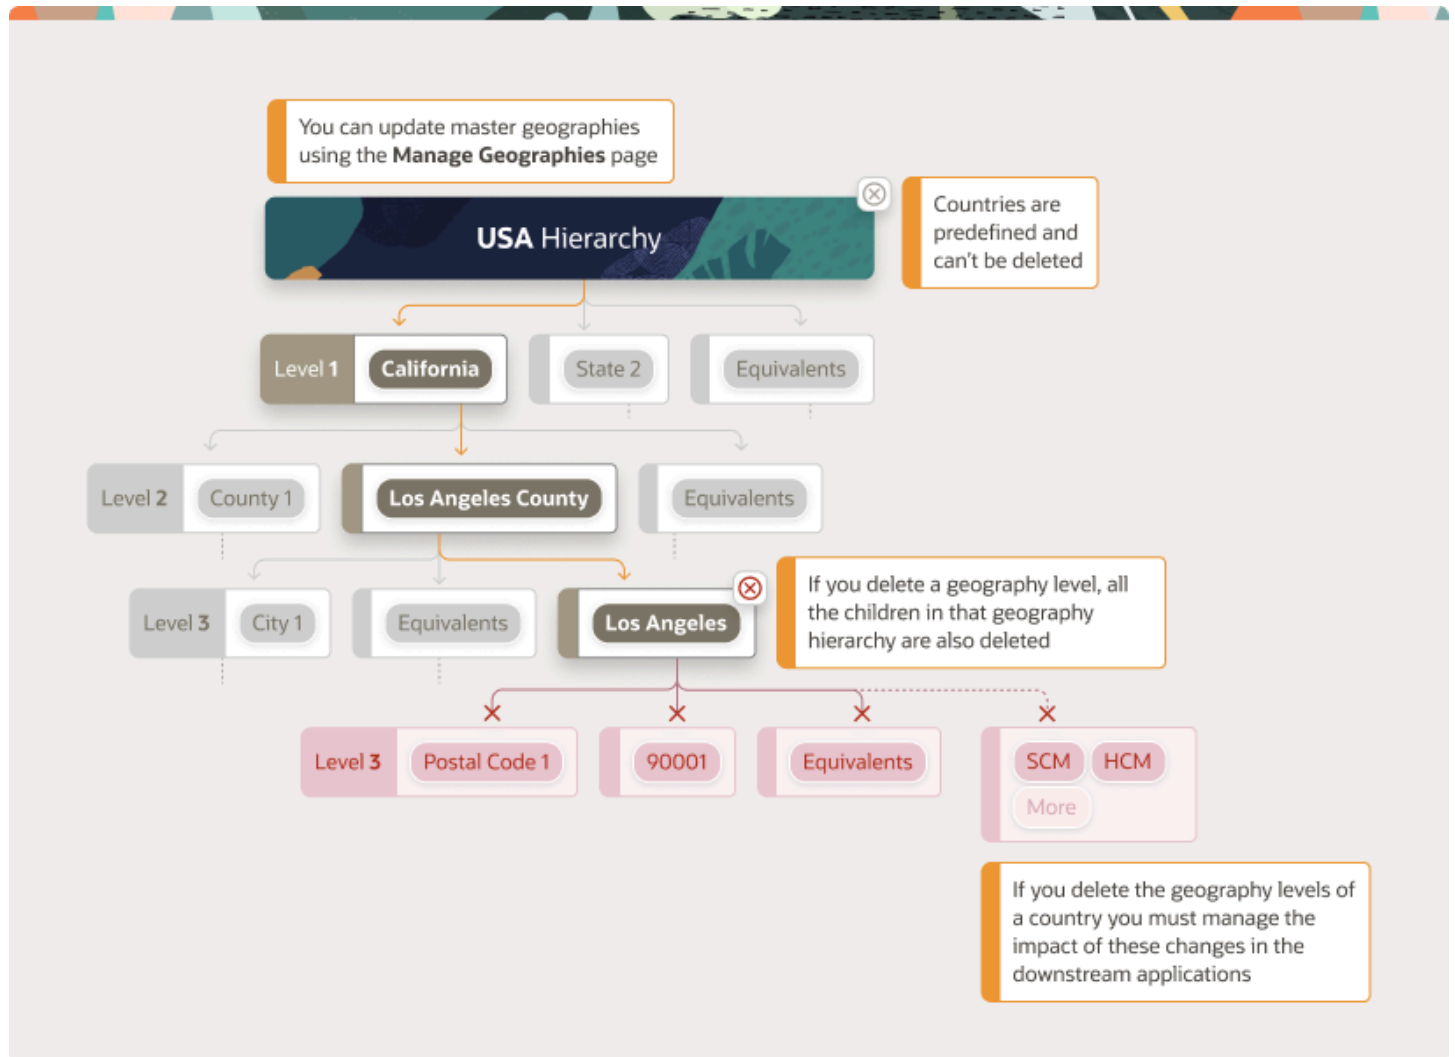 You can update master geographies
using the Manage Geographies page
USA Hierarchy
Countries are
predefined and
can't be deleted
Level 1 California State 2 Equivalents
Level 2 County 1 Los Angeles County Equivalents
Level 3 City 1 Equivalents Los Angeles
If you delete a geography level, all
the children in that geography
hierarchy are also deleted
Level 3 Postal Code 1 90001 Equivalents SCM HCM
More
If you delete the geography levels of
a country you must manage the
impact of these changes in the
downstream applications